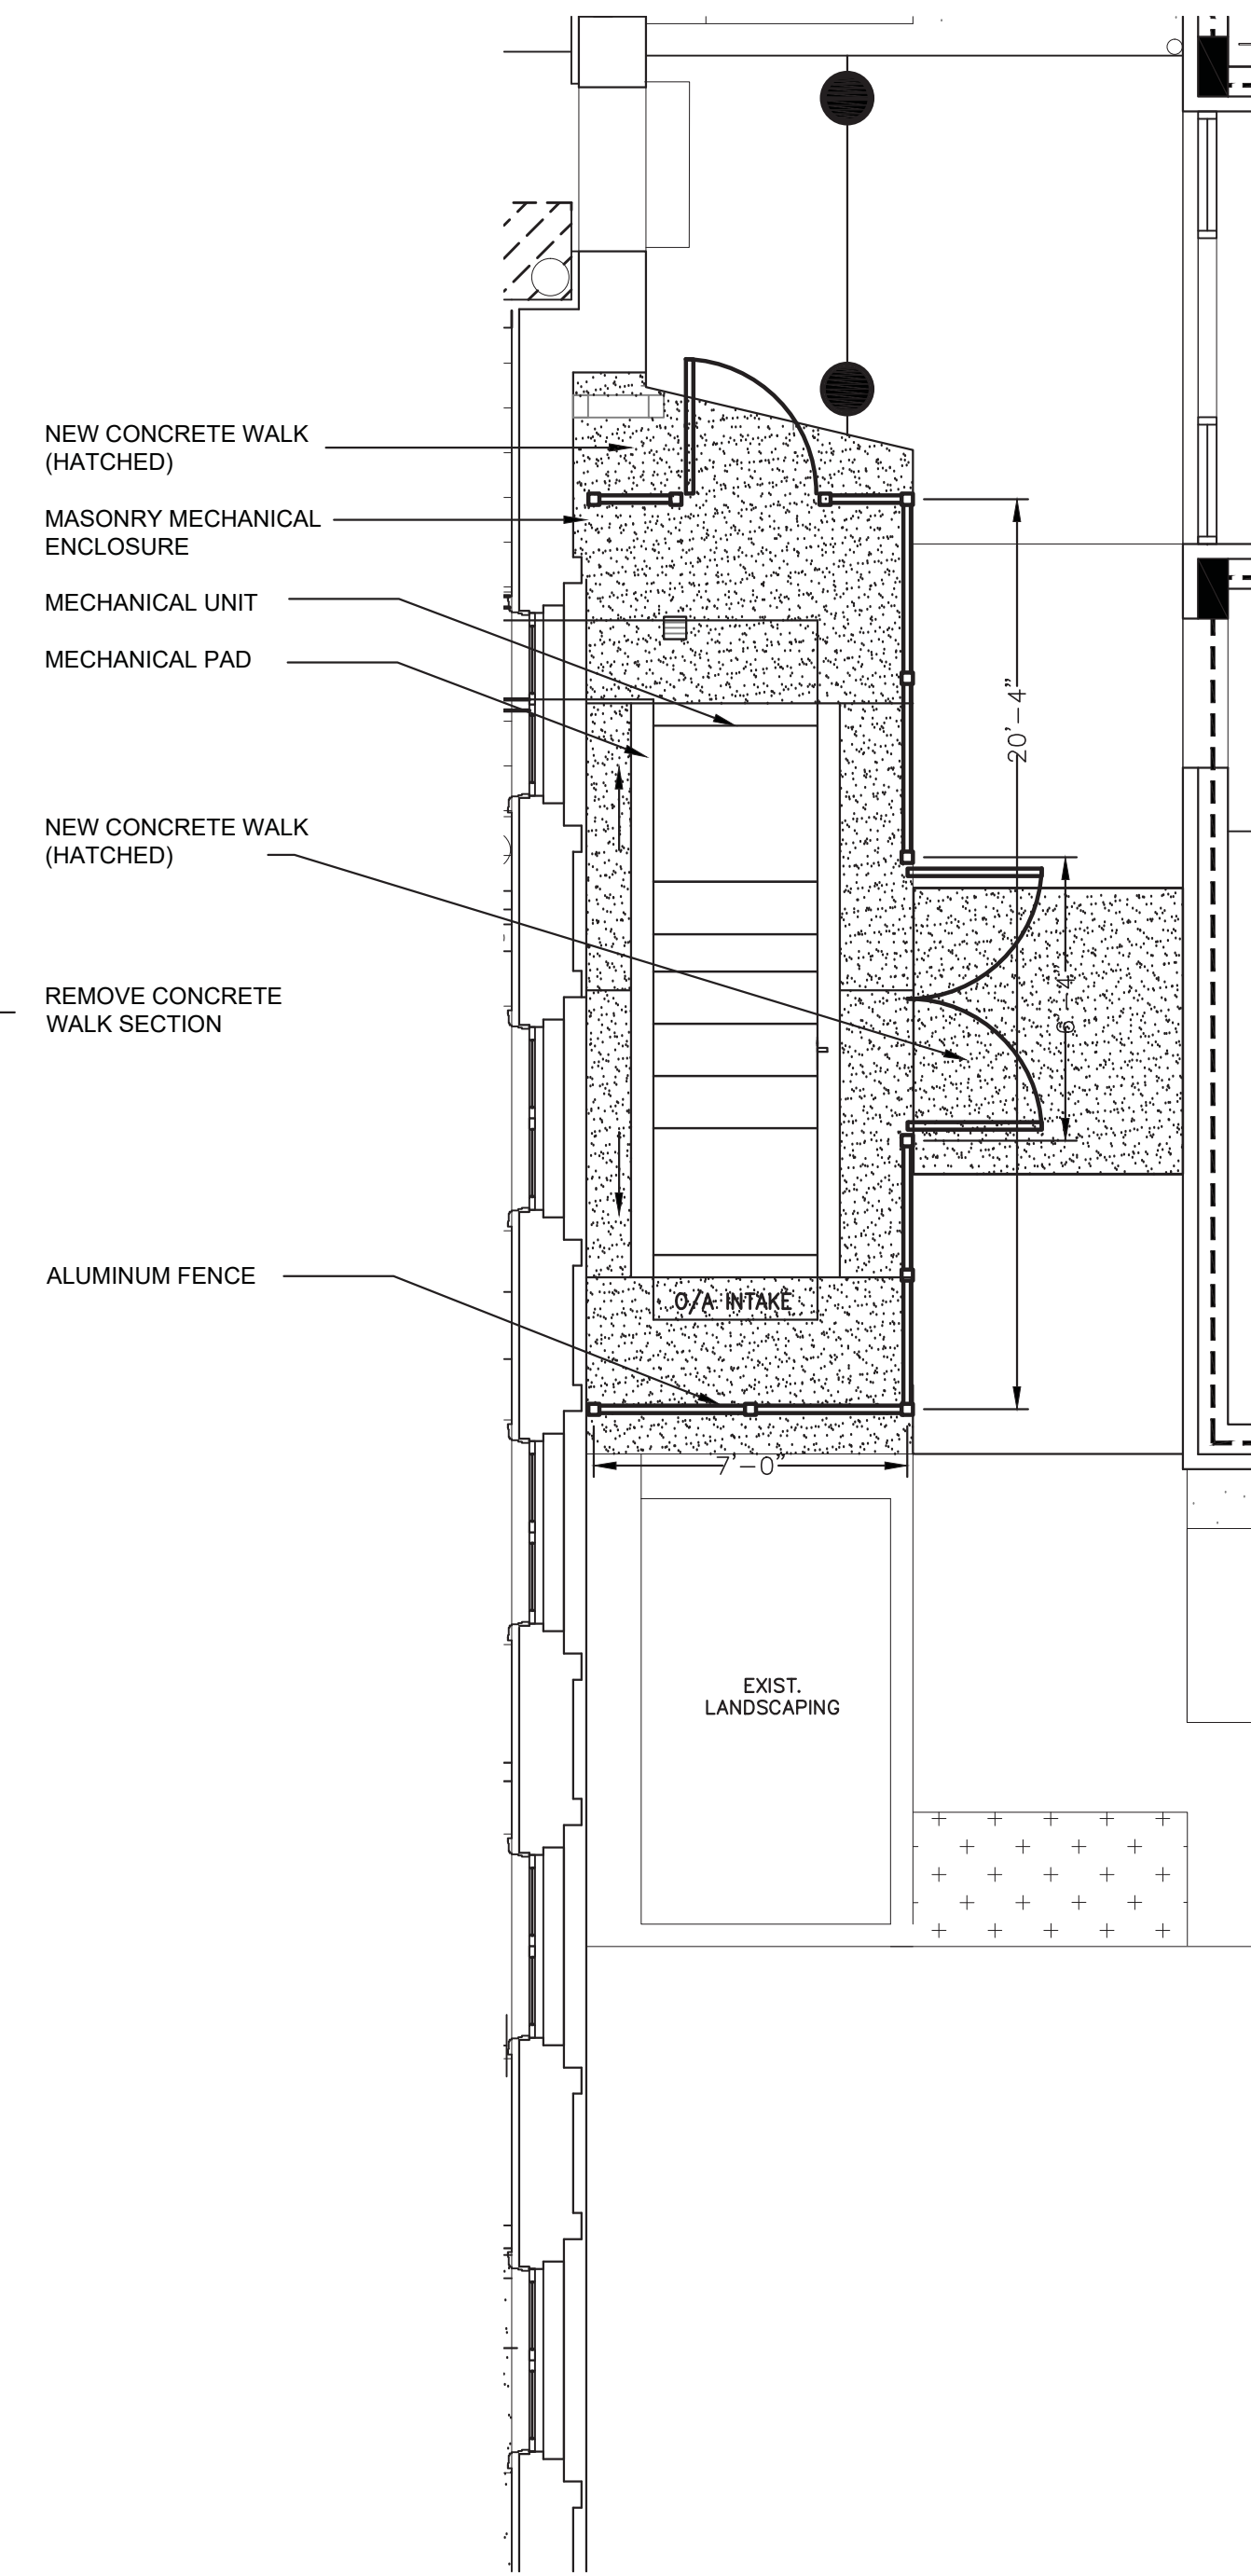 NEW CONCRETE WALK
(HATCHED)
MASONRY MECHANICAL
ENCLOSURE
MECHANICAL UNIT
MECHANICAL PAD
20'-4"
NEW CONCRETE WALK
(HATCHED)
6'-4"
REMOVE CONCRETE
WALK SECTION
ALUMINUM FENCE
O/A INTAKE
7'-0"
EXIST.
LANDSCAPING